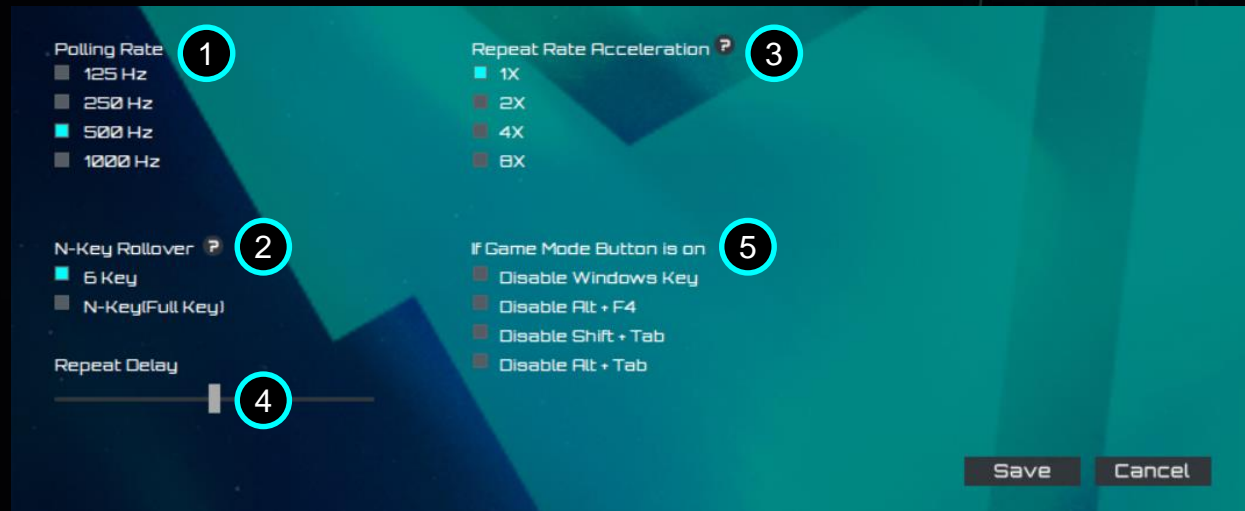 Polling Rate 1
125 Hz
250 Hz
500 Hz
1000 Hz
Repeat Rate Acceleration ? 3
1X
2X
4X
8X
N-Key Rollover ? 2
6 Key
N-Key(Full Key)
If Game Mode Button is on 5
Disable Windows Key
Disable Alt + F4
Disable Shift + Tab
Disable Alt + Tab
Repeat Delay
4
Save
Cancel